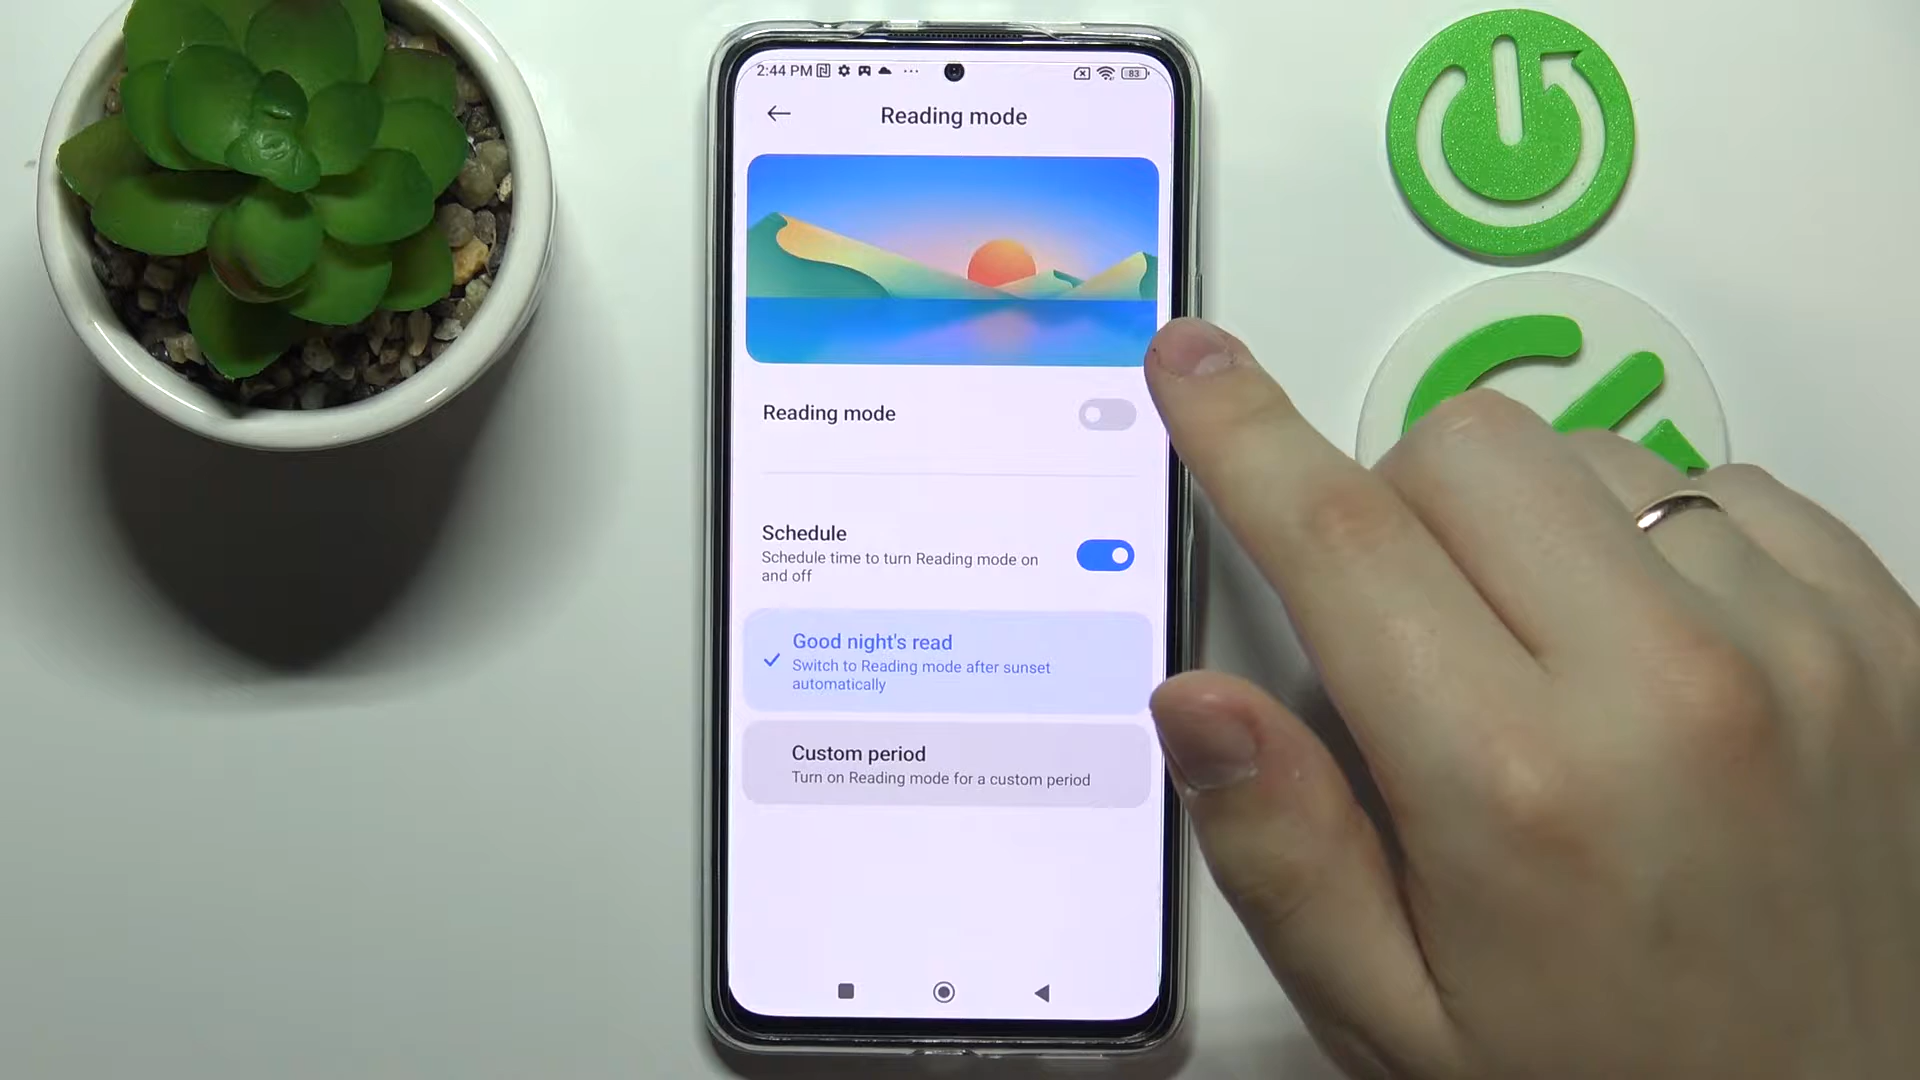 2:44 PM
83
Reading mode
Reading mode
Schedule
Schedule time to turn Reading mode on
and off
Good night's read
Switch to Reading mode after sunset
automatically
Custom period
Turn on Reading mode for a custom period